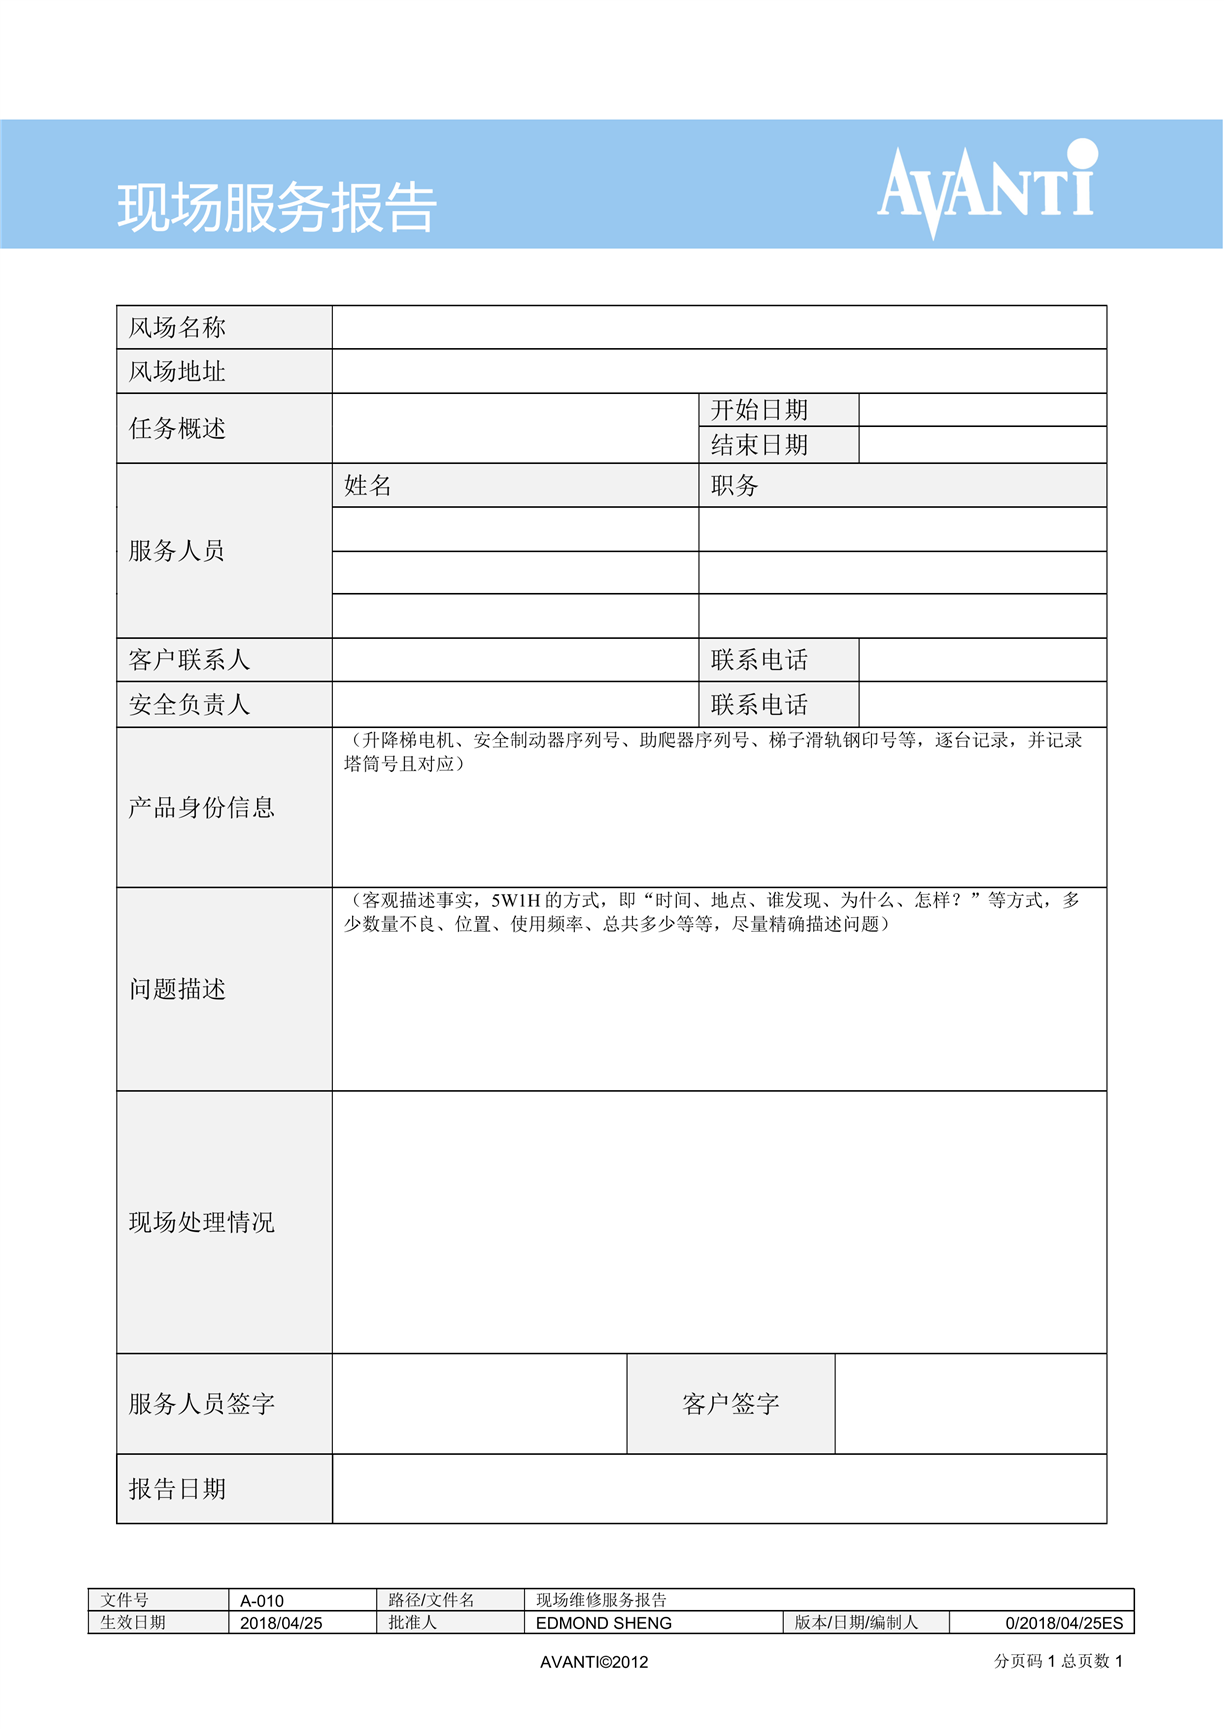 现场服务报告
AVANTi
风场名称
风场地址
任务概述
开始日期
结束日期
服务人员
姓名
职务
客户联系人
联系电话
安全负责人
联系电话
产品身份信息
（升降梯电机、安全制动器序列号、助爬器序列号、梯子滑轨钢印号等，逐台记录，并记录
塔筒号且对应）
问题描述
（客观描述事实，5W1H 的方式，即“时间、地点、谁发现、为什么、怎样？”等方式，多
少数量不良、位置、使用频率、总共多少等等，尽量精确描述问题）
现场处理情况
服务人员签字
客户签字
报告日期
文件号
A-010
路径/文件名
现场维修服务报告
生效日期
2018/04/25
批准人
EDMOND SHENG
版本/日期/编制人
0/2018/04/25ES
AVANTI©2012
分页码 1 总页数 1